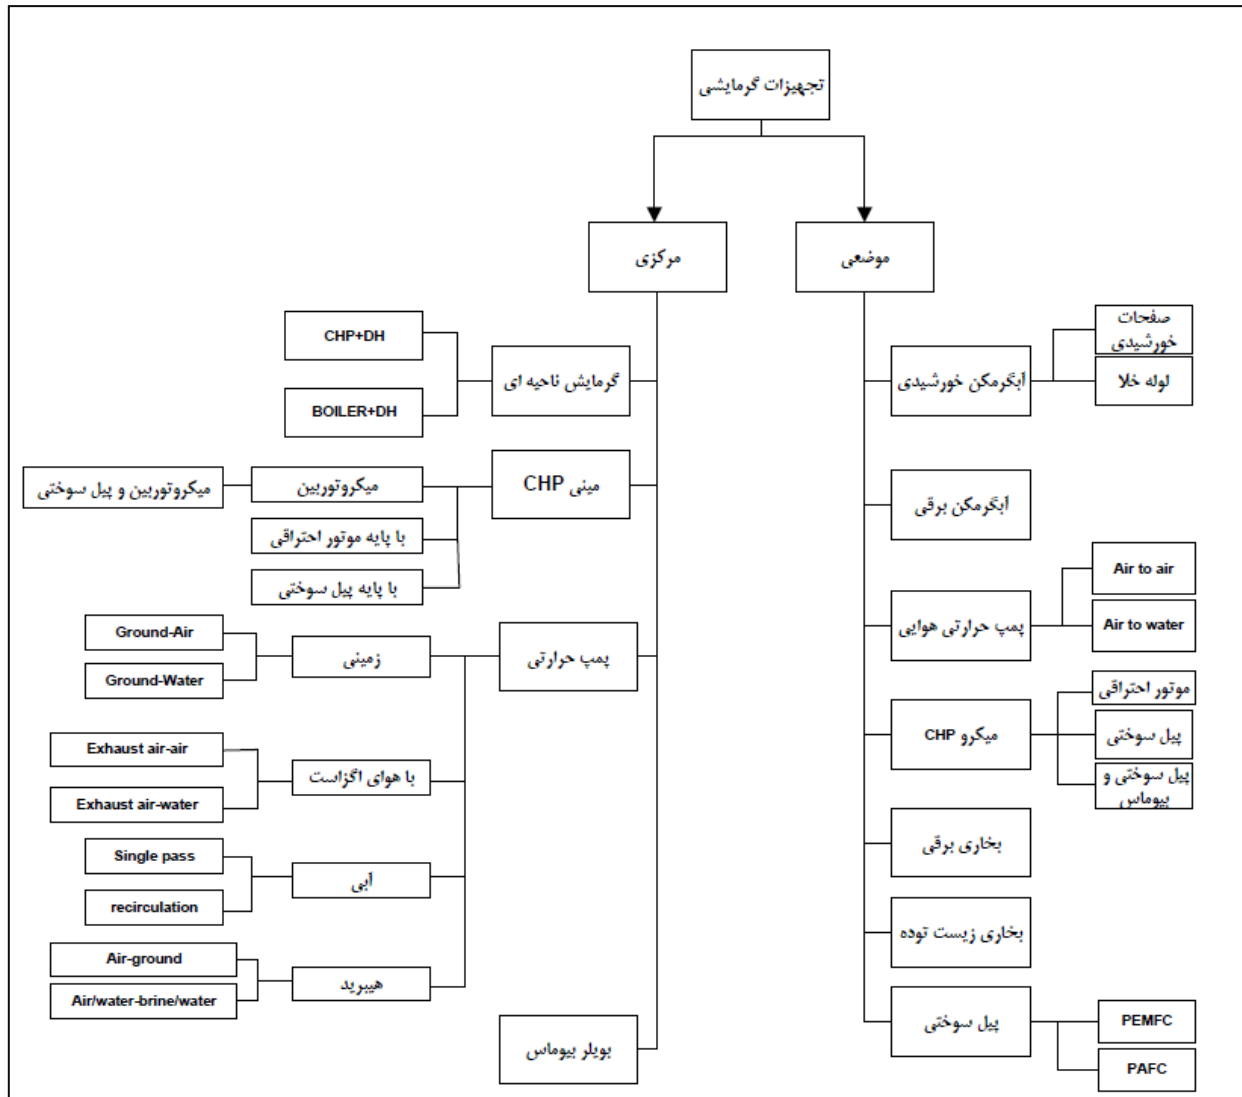 تجهیزات گرمایشی
موضعی
مرکزی
آبگرمکن خورشیدی
صفحات
خورشیدی
لوله خلا
آبگرمکن برقی
پمپ حرارتی هوایی
Air to air
Air to water
میکرو CHP
موتور احتراقی
پیل سوختی
پیل سوختی و
بیوماس
بخاری برقی
بخاری زیست توده
پیل سوختی
PEMFC
PAFC
گرمایش ناحیه ای
CHP+DH
BOILER+DH
مینی CHP
میکروتوربین
میکروتوربین و پیل سوختی
با پایه موتور احتراقی
با پایه پیل سوختی
پمپ حرارتی
زمینی
Ground-Air
Ground-Water
با هوای اگزاست
Exhaust air-air
Exhaust air-water
آبی
Single pass
recirculation
هیبرید
Air-ground
Air/water-brine/water
بویلر بیوماس